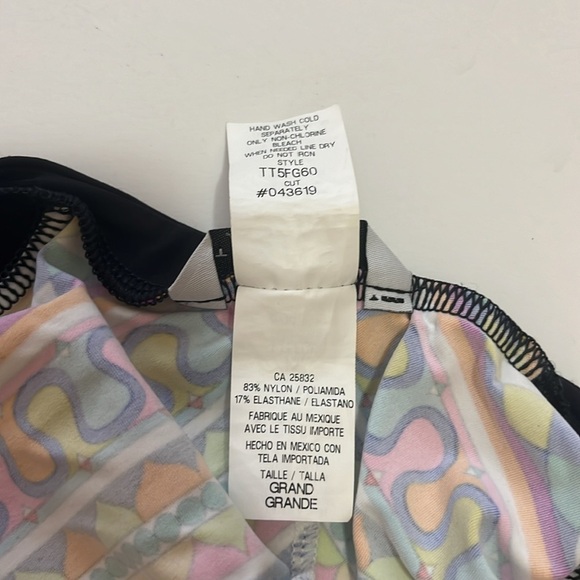 HAND WASH COLD
SEPARATELY
ONLY NON-CHLORINE
BLEACH
WHEN NEEDED LINE DRY
DO NOT IRCN
STYLE
TT5FG60
CUT
#043619
CA 25832
83% NYLON / POLIAMIDA
17% ELASTHANE / ELASTANO
FABRIQUE AU MEXIQUE
AVEC LE TISSU IMPORTE
HECHO EN MEXICO CON
TELA IMPORTADA
TAILLE / TALLA
GRAND
GRANDE